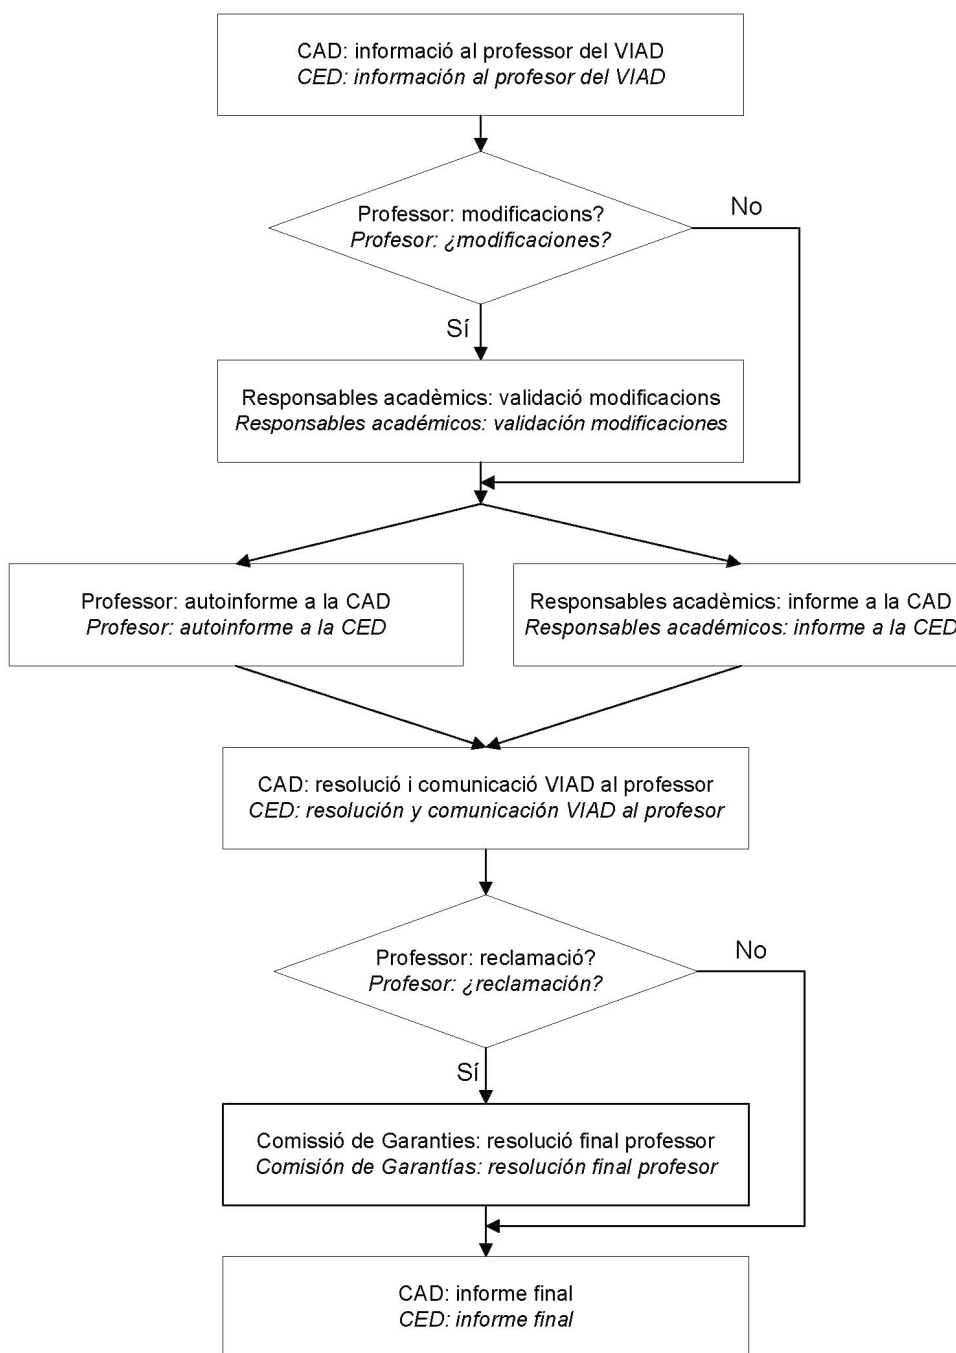 CAD: informació al professor del VIAD
CED: información al profesor del VIAD
Professor: modificacions?
Profesor: ¿modificaciones?
No
Sí
Responsables acadèmics: validació modificacions
Responsables académicos: validación modificaciones
Professor: autoinforme a la CAD
Profesor: autoinforme a la CED
Responsables acadèmics: informe a la CAD
Responsables académicos: informe a la CED
CAD: resolució i comunicació VIAD al professor
CED: resolución y comunicación VIAD al profesor
Professor: reclamació?
Profesor: ¿reclamación?
No
Sí
Comissió de Garanties: resolució final professor
Comisión de Garantías: resolución final profesor
CAD: informe final
CED: informe final